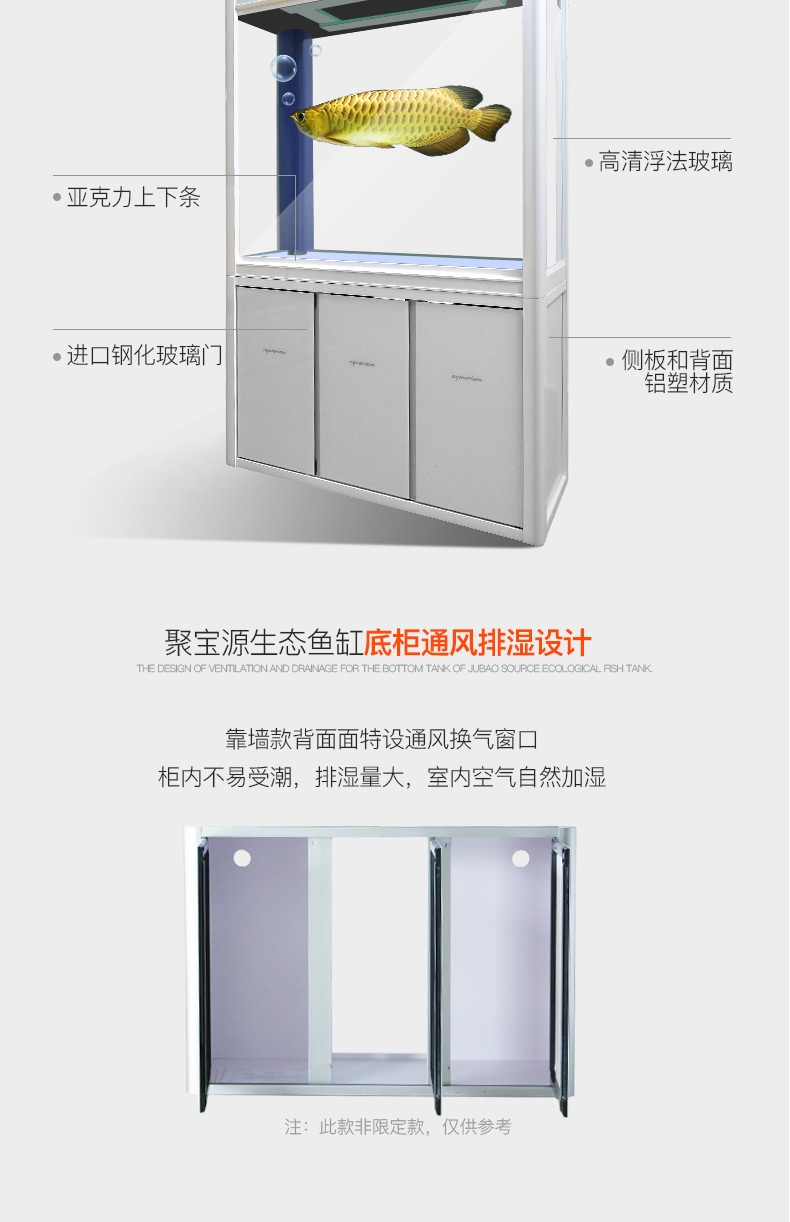 高清浮法玻璃
亚克力上下条
进口钢化玻璃门
侧板和背面
铝塑材质
aquarium
aquarium
aquarium
聚宝源生态鱼缸底柜通风排湿设计
THE DESIGN OF VENTILATION AND DRAINAGE FOR THE BOTTOM TANK OF JUBAO SOURCE ECOLOGICAL FISH TANK.
靠墙款背面面特设通风换气窗口
柜内不易受潮，排湿量大，室内空气自然加湿
注：此款非限定款，仅供参考